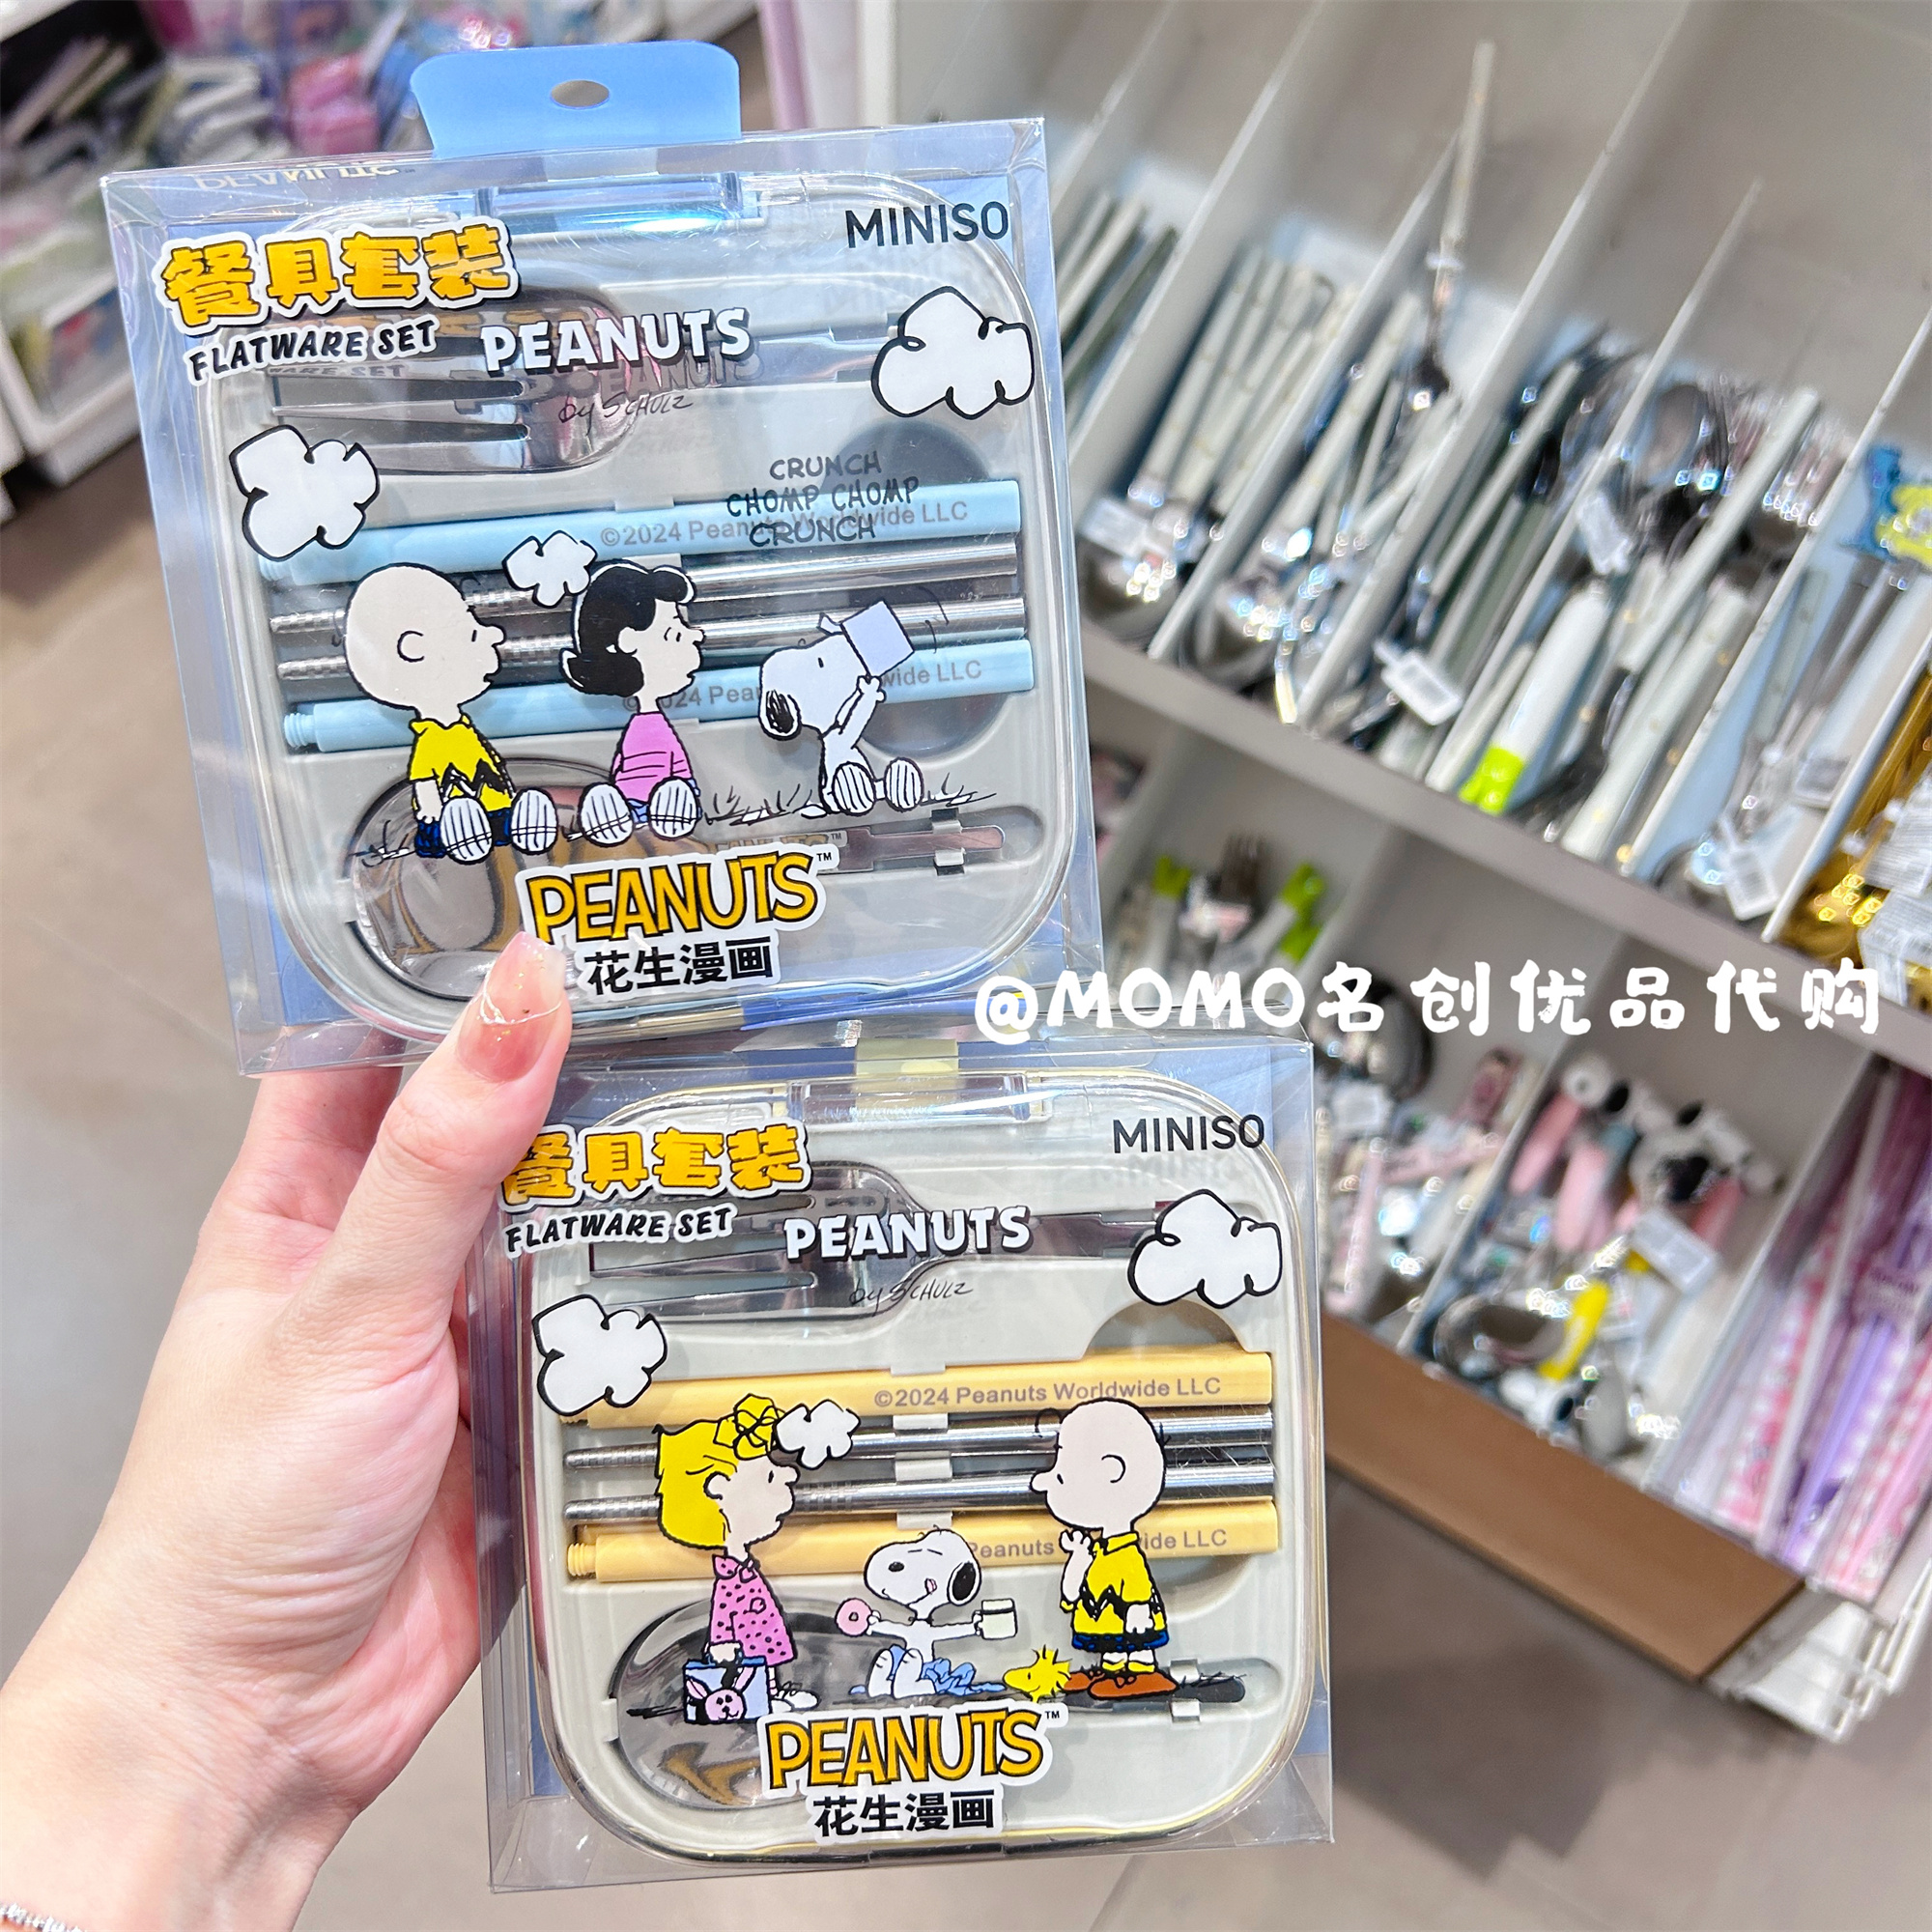 MINISO
餐具套装
FLATWARE SET
PEANUTS
by SCHULZ
CRUNCH
CHOMP CHOMP
CRUNCH
©2024 Peanuts Worldwide LLC
PEANUTS™
花生漫画
@MOMO名创优品代购
MINISO
餐具套装
FLATWARE SET
PEANUTS
by SCHULZ
©2024 Peanuts Worldwide LLC
PEANUTS™
花生漫画